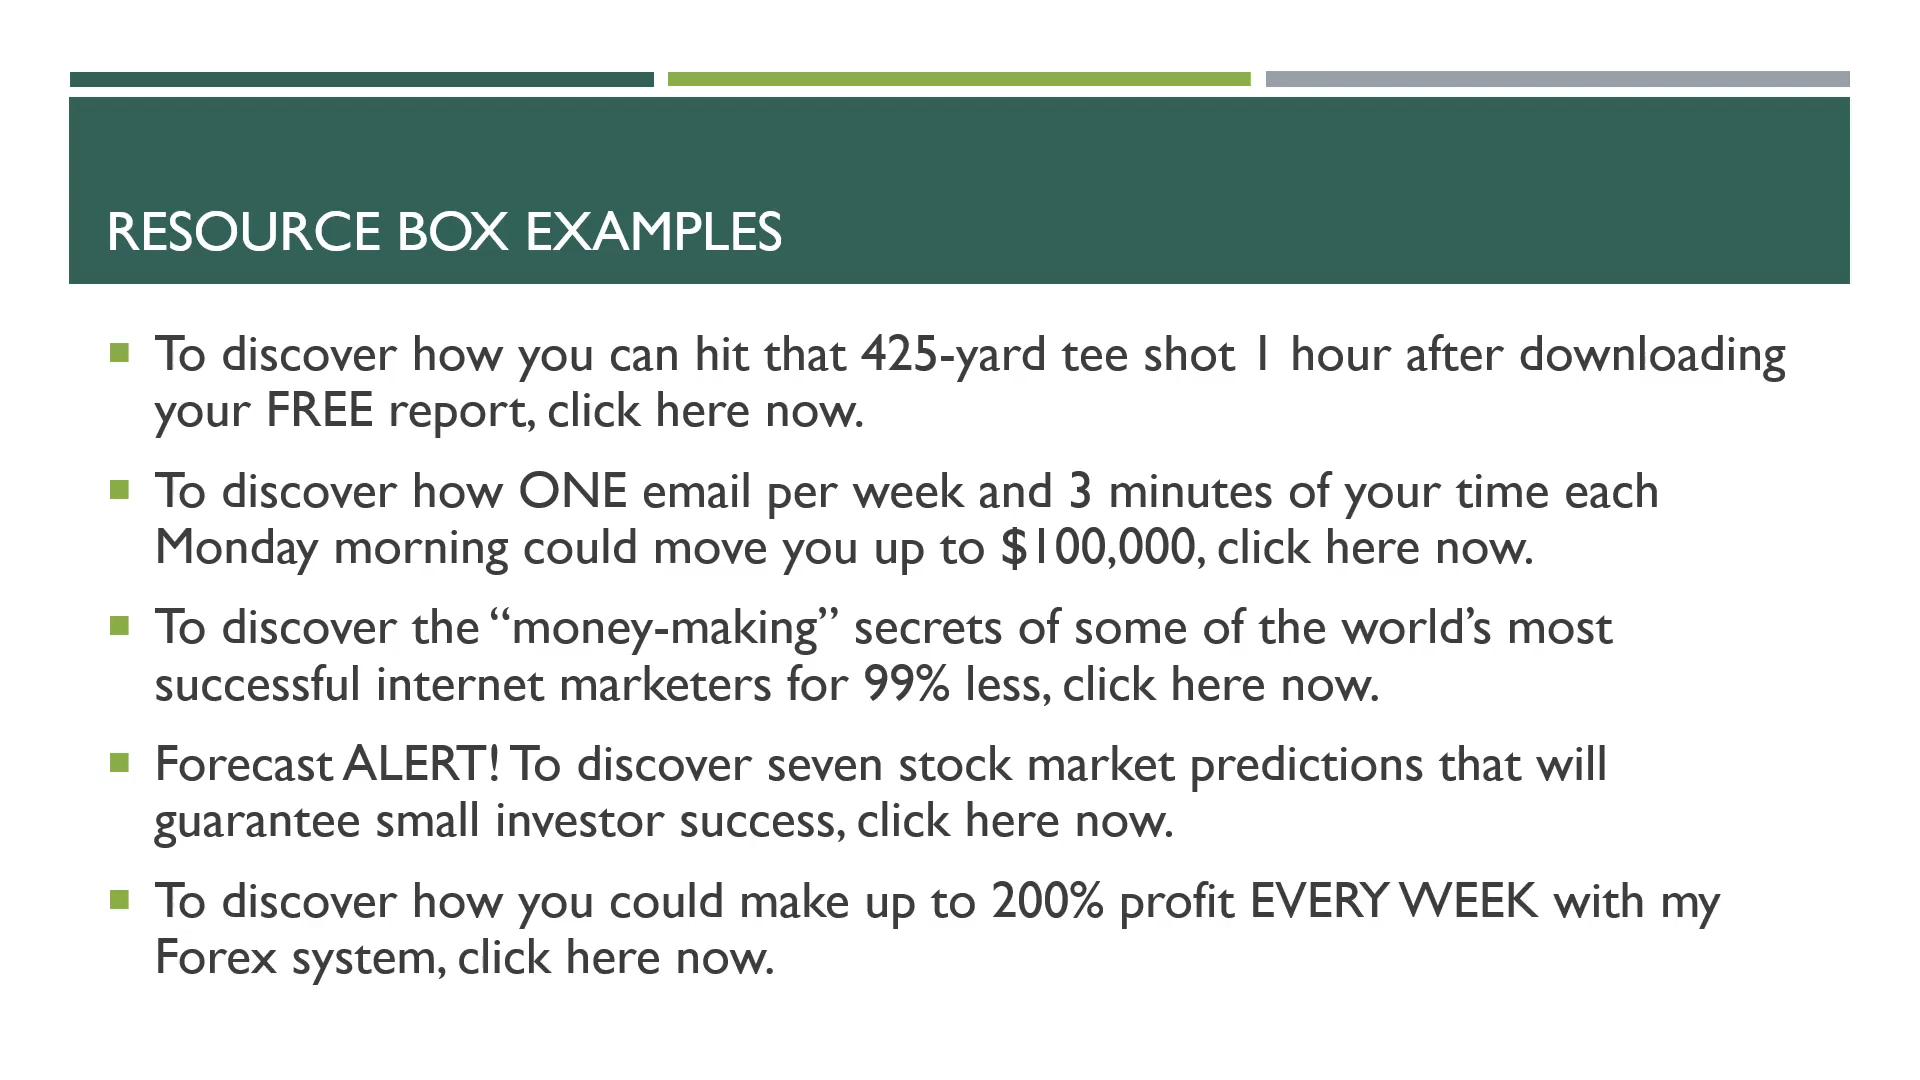 RESOURCE BOX EXAMPLES
To discover how you can hit that 425-yard tee shot 1 hour after downloading
your FREE report, click here now.
To discover how ONE email per week and 3 minutes of your time each
Monday morning could move you up to $100,000, click here now.
To discover the “money-making” secrets of some of the world’s most
successful internet marketers for 99% less, click here now.
Forecast ALERT! To discover seven stock market predictions that will
guarantee small investor success, click here now.
To discover how you could make up to 200% profit EVERY WEEK with my
Forex system, click here now.